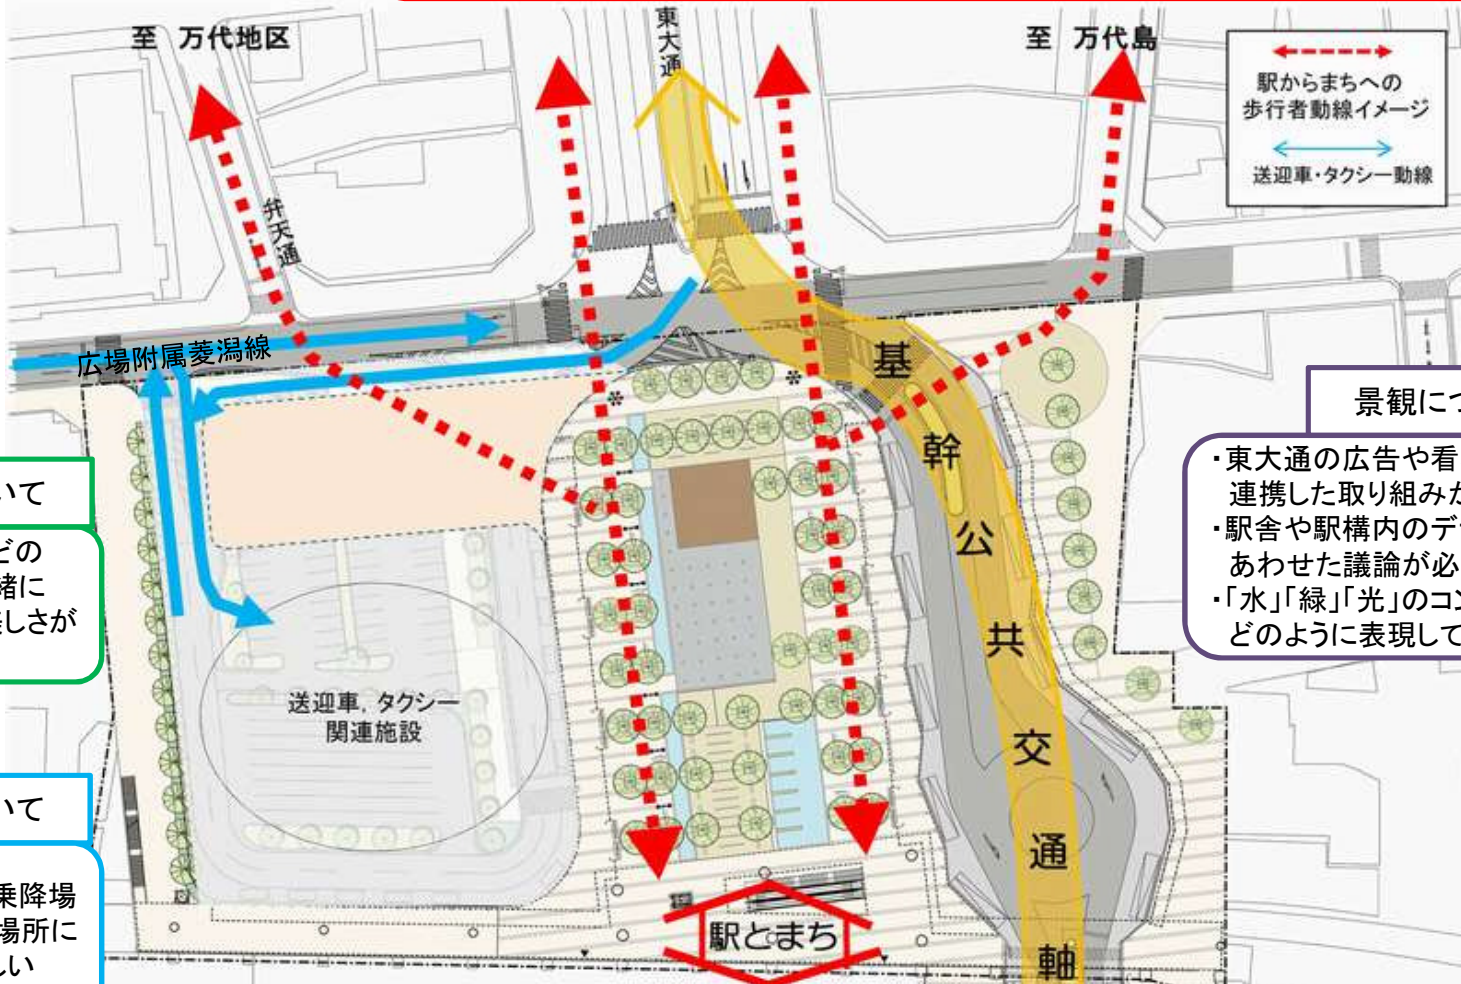 至 万代地区
東大通
至 万代島
駅からまちへの
歩行者動線イメージ
送迎車・タクシー動線
弁天通
広場附属菱潟線
基幹公共交通軸
景観につ
・東大通の広告や看
連携した取り組みが
・駅舎や駅構内のデ
あわせた議論が必
・「水」「緑」「光」のコン
どのように表現して
いて
どの
緒に
美しさが
送迎車，タクシー
関連施設
いて
乗降場
場所に
しい
駅とまち